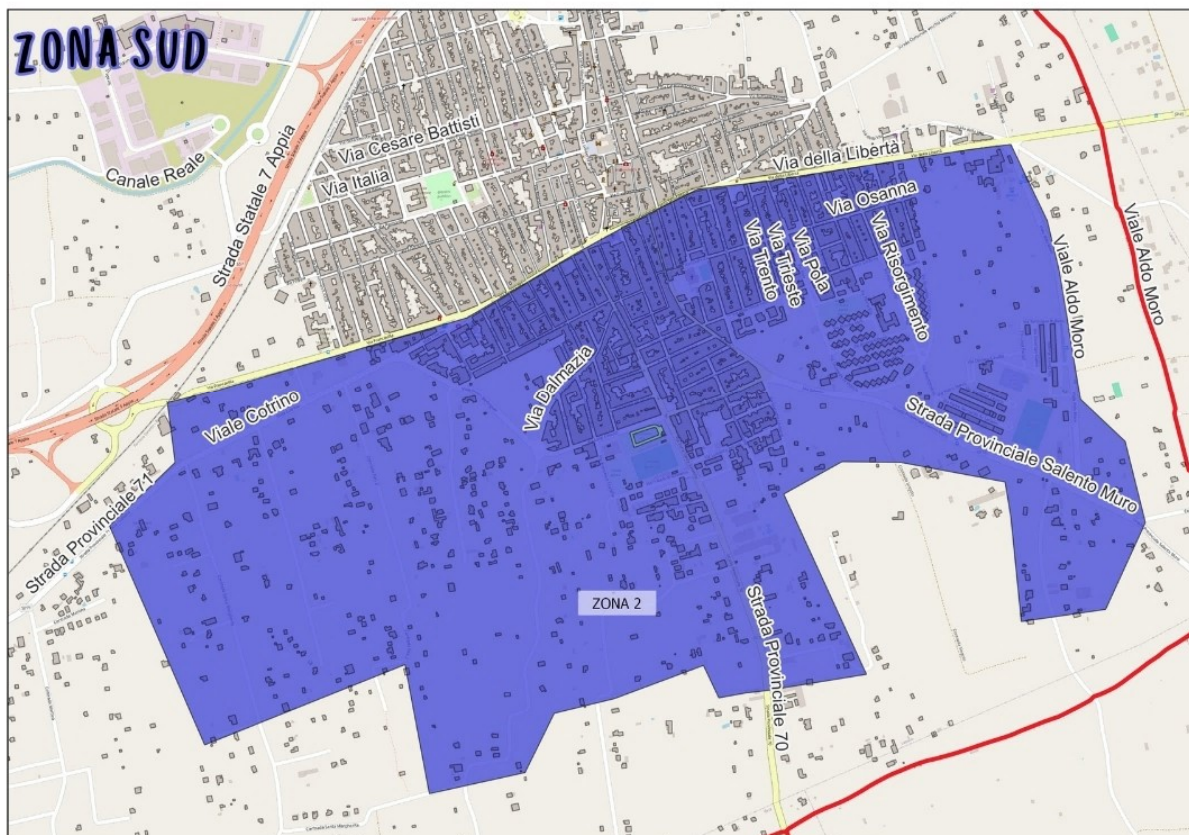 ZONA SUD
Via Cesare Battisti
Canale Reale
Via Italia
Strada Statale 7 Appia
Via della Libertà
Via Osanna
Via Trento
Via Trieste
Via Pola
Via Risorgimento
Viale Aldo Moro
Viale Aldo Moro
Via Dalmazia
Viale Cotrino
Strada Provinciale Salento Muro
Strada Provinciale 71
ZONA 2
Strada Provinciale 70